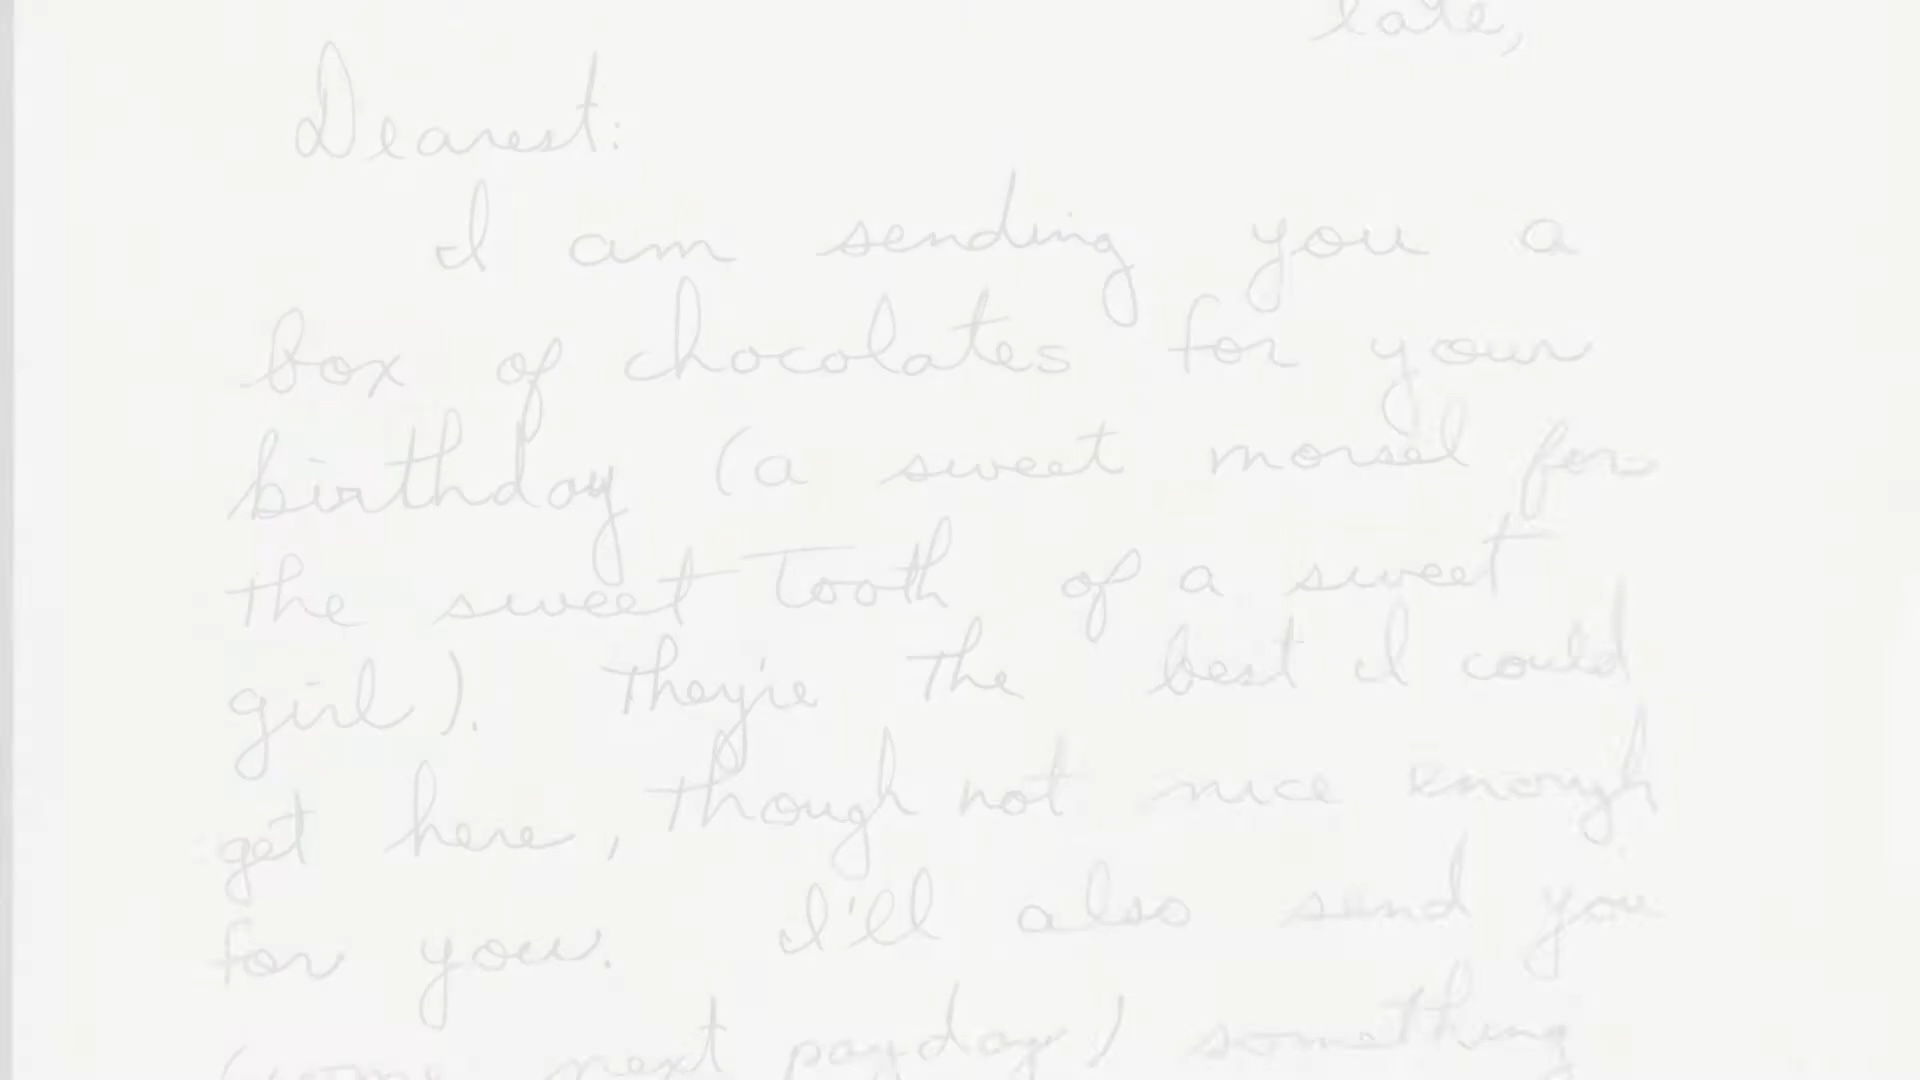 late,
Dearest:
I am sending you a
box of chocolates for your
birthday (a sweet morsel for
the sweet tooth of a sweet
girl). They're the best I could
get here, though not nice enough
for you. I'll also send you
next payday) something